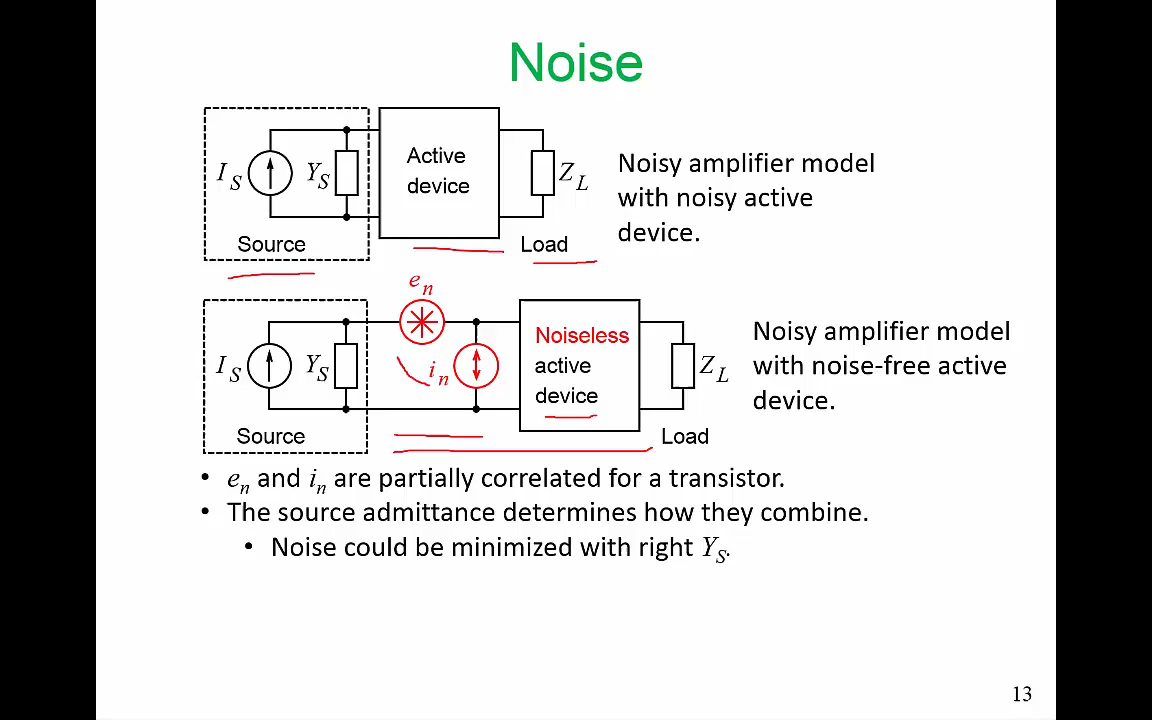 Noise
I_S
Y_S
Active
device
Z_L
Source
Load
Noisy amplifier model
with noisy active
device.
e_n
I_S
Y_S
i_n
Noiseless
active
device
Z_L
Source
Load
Noisy amplifier model
with noise-free active
device.
• e_n and i_n are partially correlated for a transistor.
• The source admittance determines how they combine.
• Noise could be minimized with right Y_S.
13